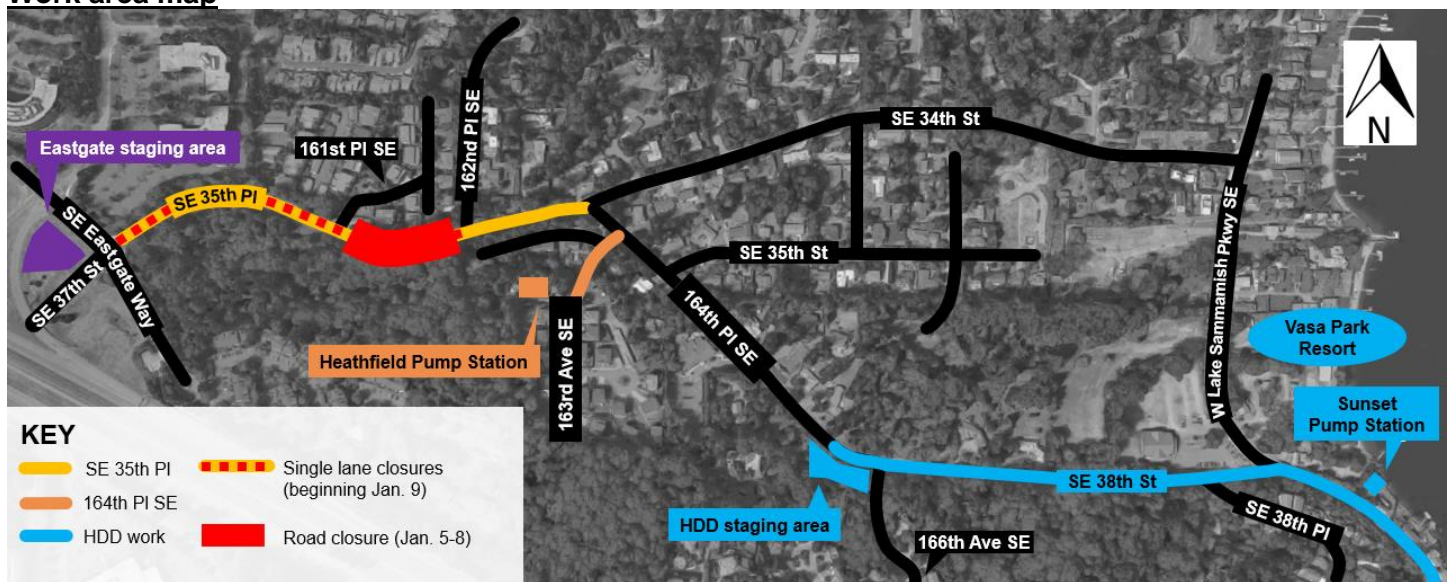 Work area map
Eastgate staging area
161st Pl SE
162nd Pl SE
SE 34th St
N
SE 35th Pl
SE Eastgate Way
SE 37th St
SE 35th St
164th Pl SE
Heathfield Pump Station
163rd Ave SE
W Lake Sammamish Pkwy SE
Vasa Park
Resort
Sunset
Pump Station
SE 38th St
SE 38th Pl
HDD staging area
166th Ave SE
KEY
SE 35th Pl
164th Pl SE
HDD work
Single lane closures
(beginning Jan. 9)
Road closure (Jan. 5-8)